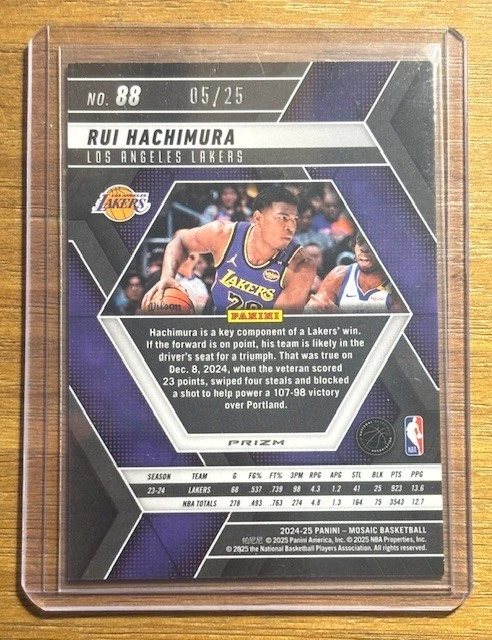 NO. 88
05/25
RUI HACHIMURA
LOS ANGELES LAKERS
LOS ANGELES
LAKERS
Wilson
LAKERS
28
PANINI
Hachimura is a key component of a Lakers' win.
If the forward is on point, his team is likely in the
driver's seat for a triumph. That was true on
Dec. 8, 2024, when the veteran scored
23 points, swiped four steals and blocked
a shot to help power a 107-98 victory
over Portland.
PRIZM
NBA
SEASON TEAM G FG% FT% 3PM RPG APG STL BLK PTS PPG
23-24 LAKERS 68 .537 .739 98 4.3 1.2 41 25 923 13.6
NBA TOTALS 278 .493 .763 274 4.8 1.3 164 75 3543 12.7
2024-25 PANINI – MOSAIC BASKETBALL
帕尼尼 © 2025 Panini America, Inc. © 2025 NBA Properties, Inc.
© 2025 the National Basketball Players Association. All rights reserved.